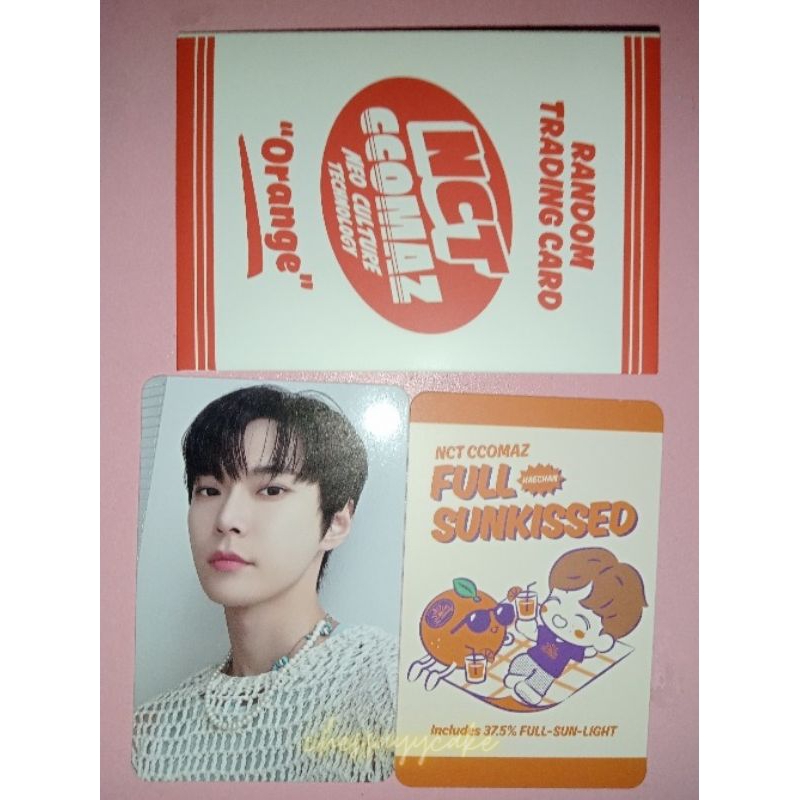 RANDOM
TRADING CARD
NCT
CCOMAZ
NEO CULTURE
TECHNOLOGY
"Orange"
NCT CCOMAZ
FULL
HAECHAN
SUNKISSED
Includes 37.5% FULL-SUN-LIGHT